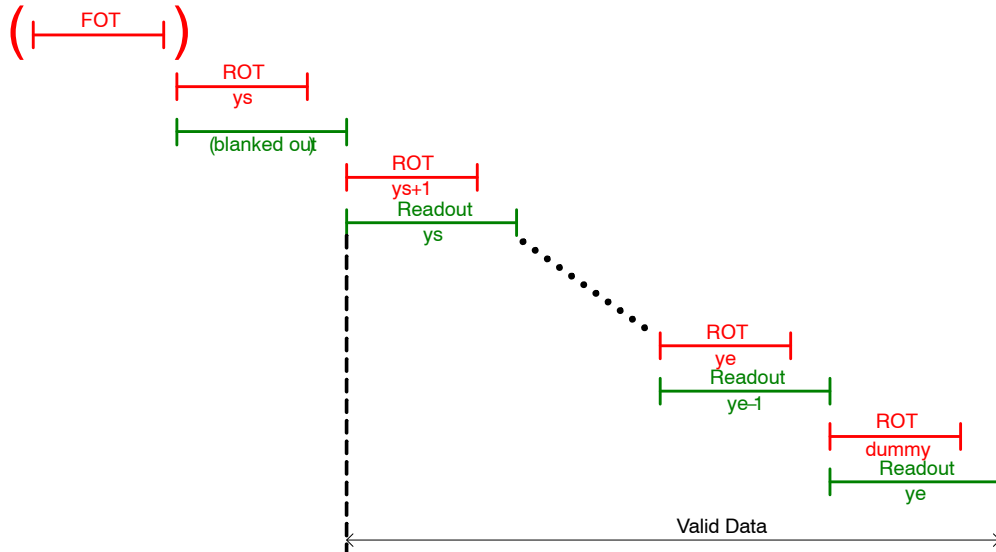 ( FOT )
ROT
ys
(blanked out)
ROT
ys+1
Readout
ys
ROT
ye
Readout
ye–1
ROT
dummy
Readout
ye
Valid Data